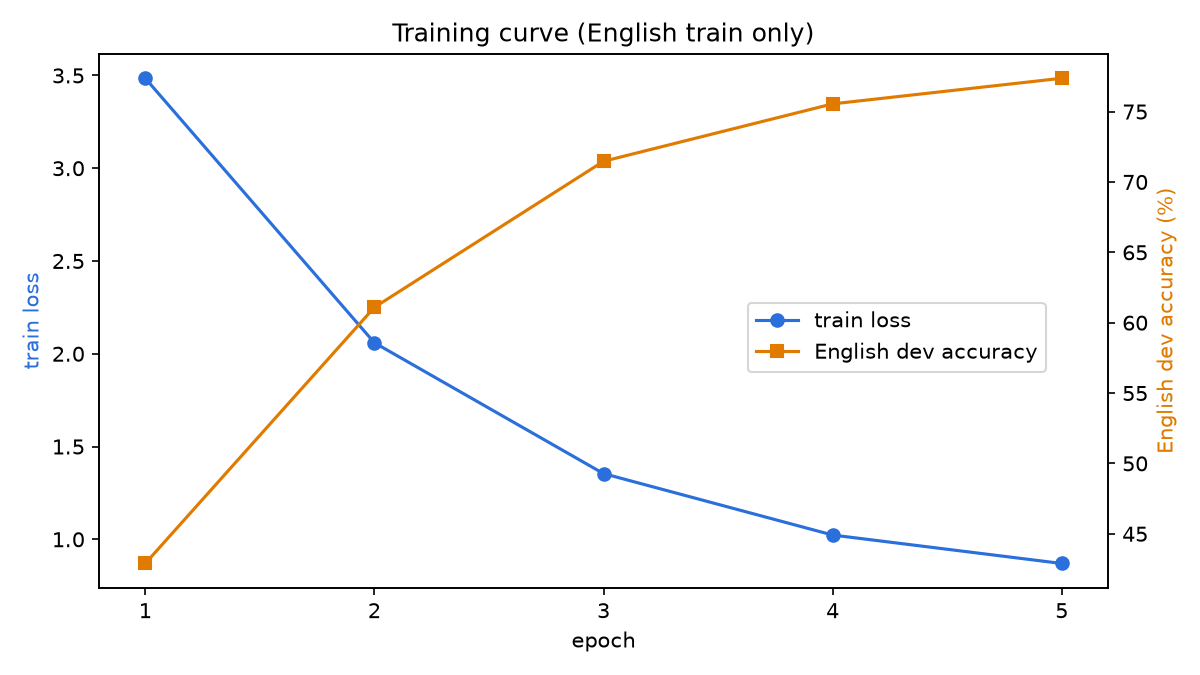 Training curve (English train only)
3.5
3.0
2.5
2.0
1.5
1.0
train loss
75
70
65
60
55
50
45
English dev accuracy (%)
train loss
English dev accuracy
1 2 3 4 5
epoch